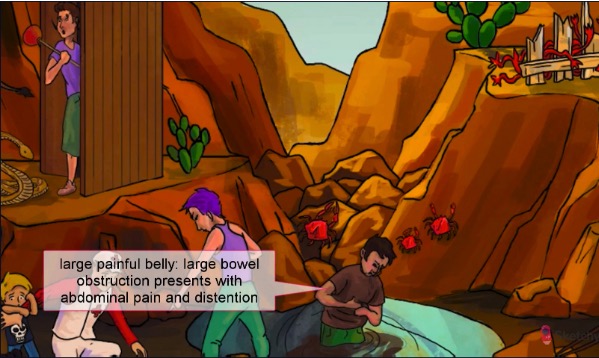 large painful belly: large bowel
obstruction presents with
abdominal pain and distention